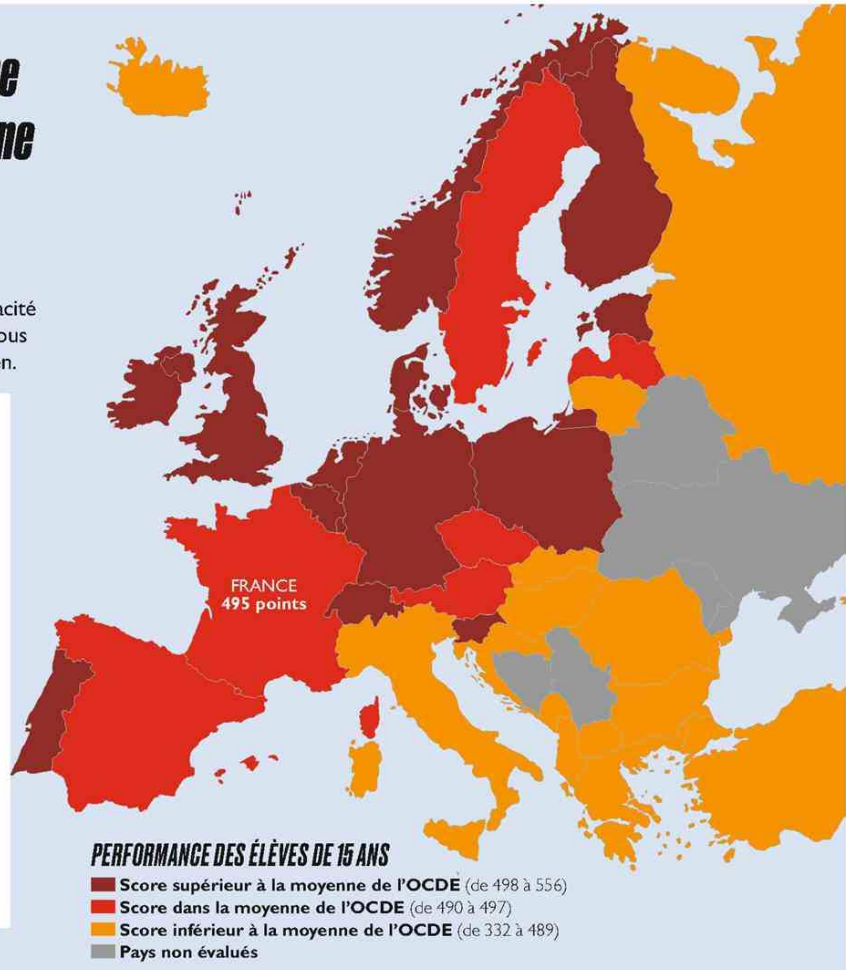 FRANCE
495 points
PERFORMANCE DES ÉLÈVES DE 15 ANS
Score supérieur à la moyenne de l'OCDE (de 498 à 556)
Score dans la moyenne de l'OCDE (de 490 à 497)
Score inférieur à la moyenne de l'OCDE (de 332 à 489)
Pays non évalués